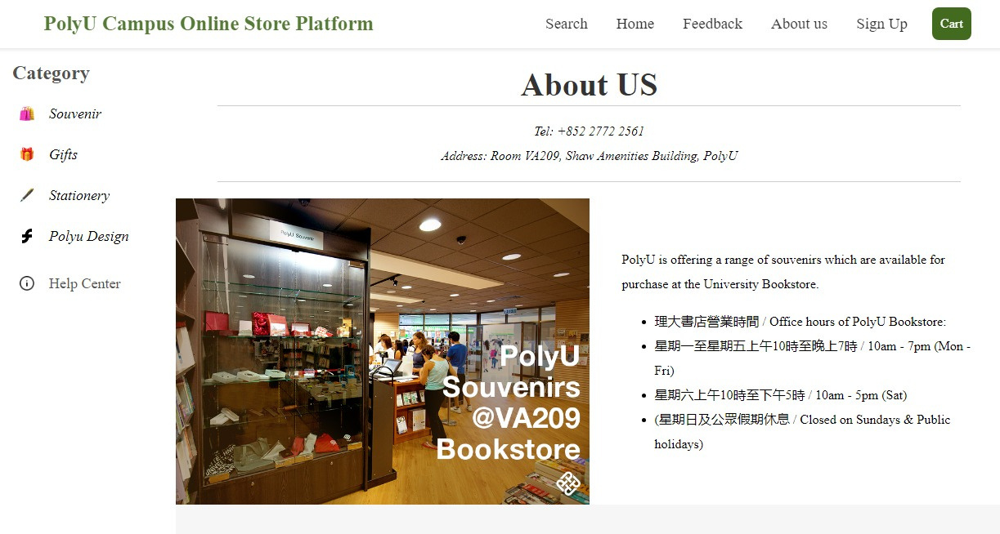 PolyU Campus Online Store Platform
Search Home Feedback About us Sign Up Cart
Category
Souvenir
Gifts
Stationery
Polyu Design
Help Center
About US
Tel: +852 2772 2561
Address: Room VA209, Shaw Amenities Building, PolyU
PolyU Souvenir
PolyU
Souvenirs
@VA209
Bookstore
PolyU is offering a range of souvenirs which are available for
purchase at the University Bookstore.
理大書店營業時間 / Office hours of PolyU Bookstore:
星期一至星期五上午10時至晚上7時 / 10am - 7pm (Mon -
Fri)
星期六上午10時至下午5時 / 10am - 5pm (Sat)
(星期日及公眾假期休息 / Closed on Sundays & Public
holidays)